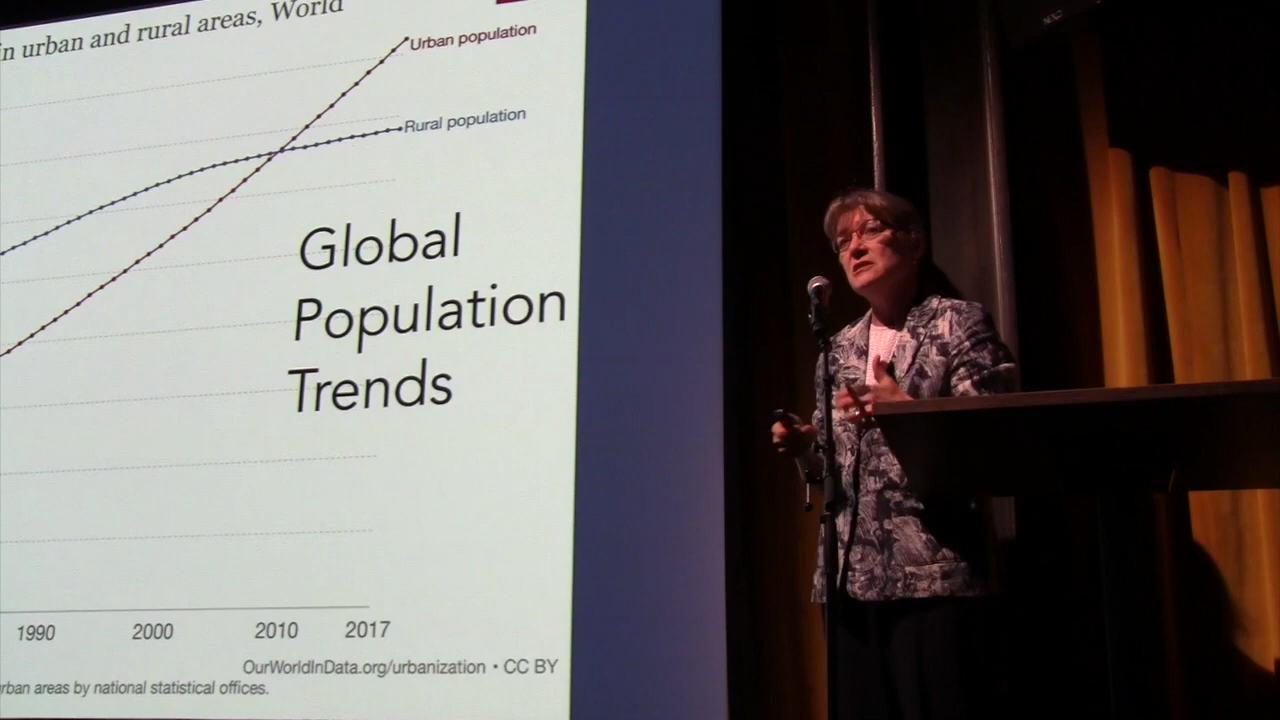 in urban and rural areas, World
Urban population
Rural population
Global
Population
Trends
1990 2000 2010 2017
OurWorldInData.org/urbanization • CC BY
rban areas by national statistical offices.